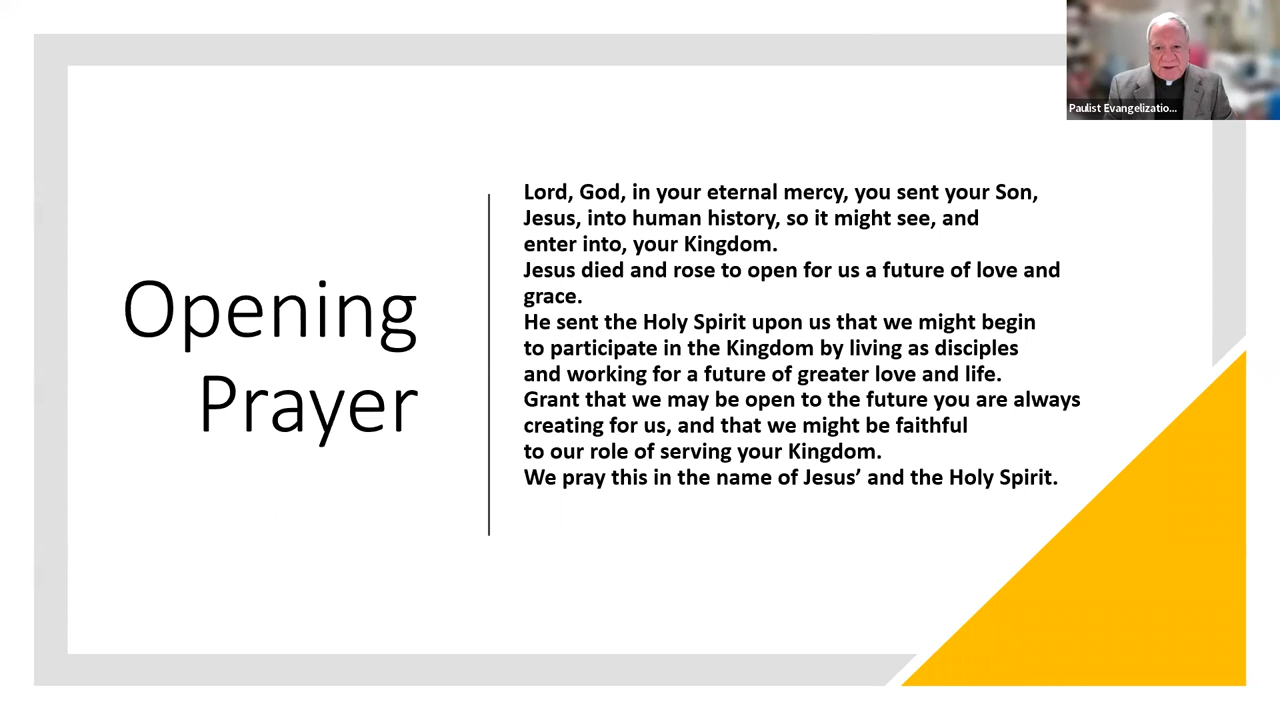 Opening
Prayer
Lord, God, in your eternal mercy, you sent your Son,
Jesus, into human history, so it might see, and
enter into, your Kingdom.
Jesus died and rose to open for us a future of love and
grace.
He sent the Holy Spirit upon us that we might begin
to participate in the Kingdom by living as disciples
and working for a future of greater love and life.
Grant that we may be open to the future you are always
creating for us, and that we might be faithful
to our role of serving your Kingdom.
We pray this in the name of Jesus’ and the Holy Spirit.
Paulist Evangelizatio...